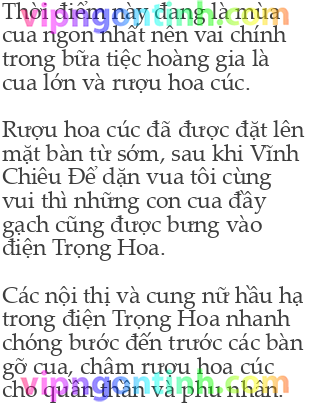 Thời điểm này đang là mùa
cua ngon nhất nên vai chính
trong bữa tiệc hoàng gia là
cua lớn và rượu hoa cúc.
Rượu hoa cúc đã được đặt lên
mặt bàn từ sớm, sau khi Vĩnh
Chiêu Đế dặn vua tôi cùng
vui thì những con cua đầy
gạch cũng được bưng vào
điện Trọng Hoa.
Các nội thị và cung nữ hầu hạ
trong điện Trọng Hoa nhanh
chóng bước đến trước các bàn
gỡ cua, châm rượu hoa cúc
cho quần thần và phu nhân.
vipngontinh.com
vipngontinh.com